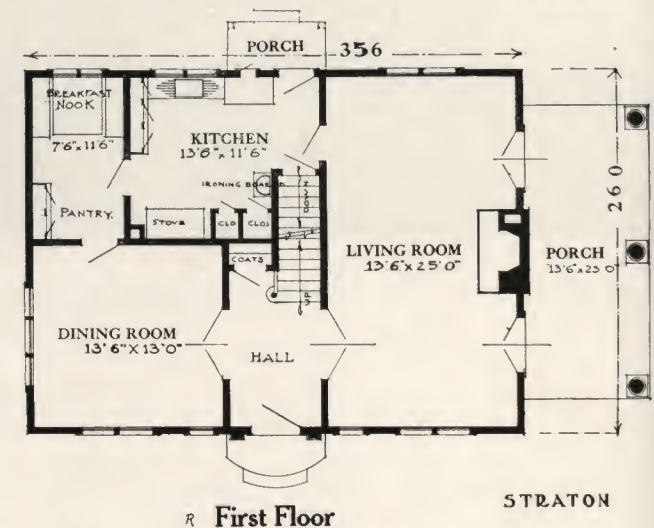 PORCH
356
BREAKFAST
NOOK
7'6"x11'6"
KITCHEN
13'6"x11'6"
IRONING BOARD
DOWN
PANTRY.
STOVE
CLO
CLOS
COATS
UP
LIVING ROOM
13'6"x25'0"
PORCH
13'6"x23'0
260
DINING ROOM
13'6"X13'0"
HALL
STRATON
R First Floor